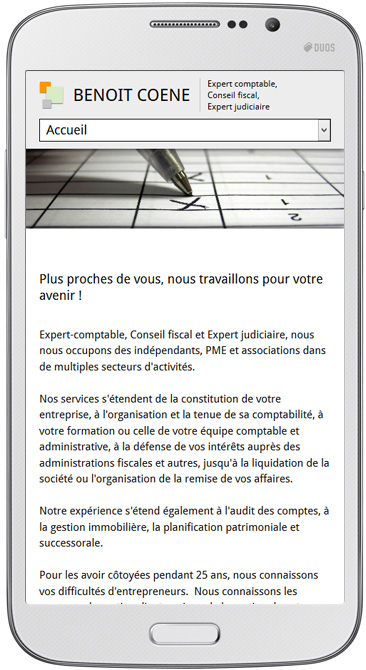 DUOS
BENOIT COENE
Expert comptable,
Conseil fiscal,
Expert judiciaire
Accueil
2
Plus proches de vous, nous travaillons pour votre
avenir !
Expert-comptable, Conseil fiscal et Expert judiciaire, nous
nous occupons des indépendants, PME et associations dans
de multiples secteurs d'activités.
Nos services s'étendent de la constitution de votre
entreprise, à l'organisation et la tenue de sa comptabilité, à
votre formation ou celle de votre équipe comptable et
administrative, à la défense de vos intérêts auprès des
administrations fiscales et autres, jusqu'à la liquidation de la
société ou l'organisation de la remise de vos affaires.
Notre expérience s'étend également à l'audit des comptes, à
la gestion immobilière, la planification patrimoniale et
successorale.
Pour les avoir côtoyées pendant 25 ans, nous connaissons
vos difficultés d'entrepreneurs. Nous connaissons les